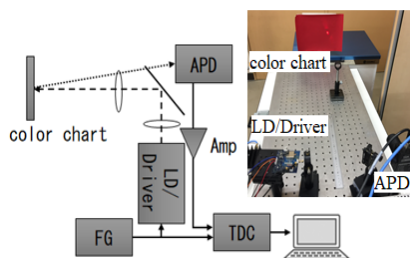 APD
color chart
Amp
LD/
Driver
FG
TDC
color chart
LD/Driver
APD